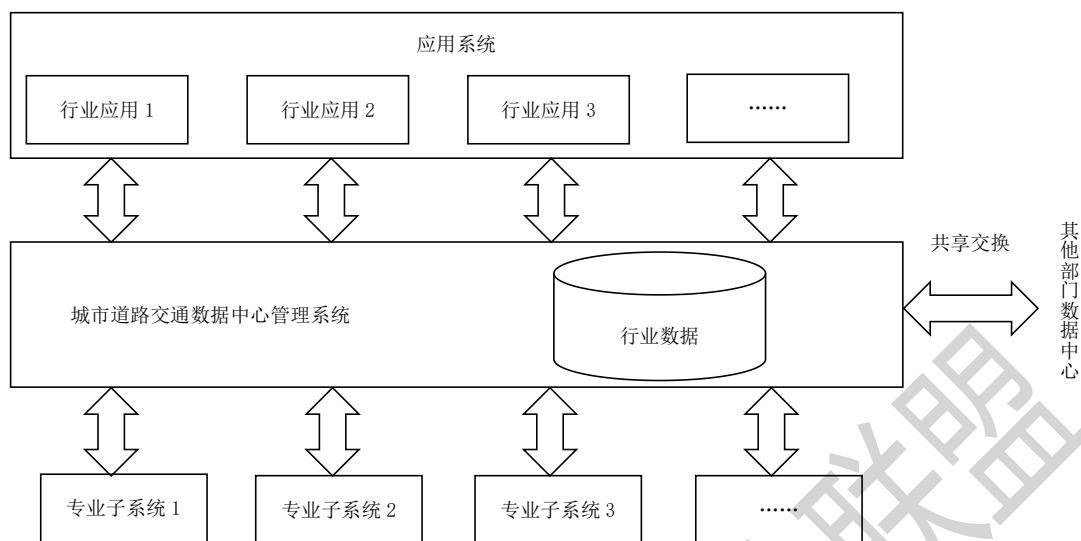 应用系统
行业应用 1
行业应用 2
行业应用 3
……
共享交换
其他部门数据中心
城市道路交通数据中心管理系统
行业数据
专业子系统 1
专业子系统 2
专业子系统 3
……
联盟